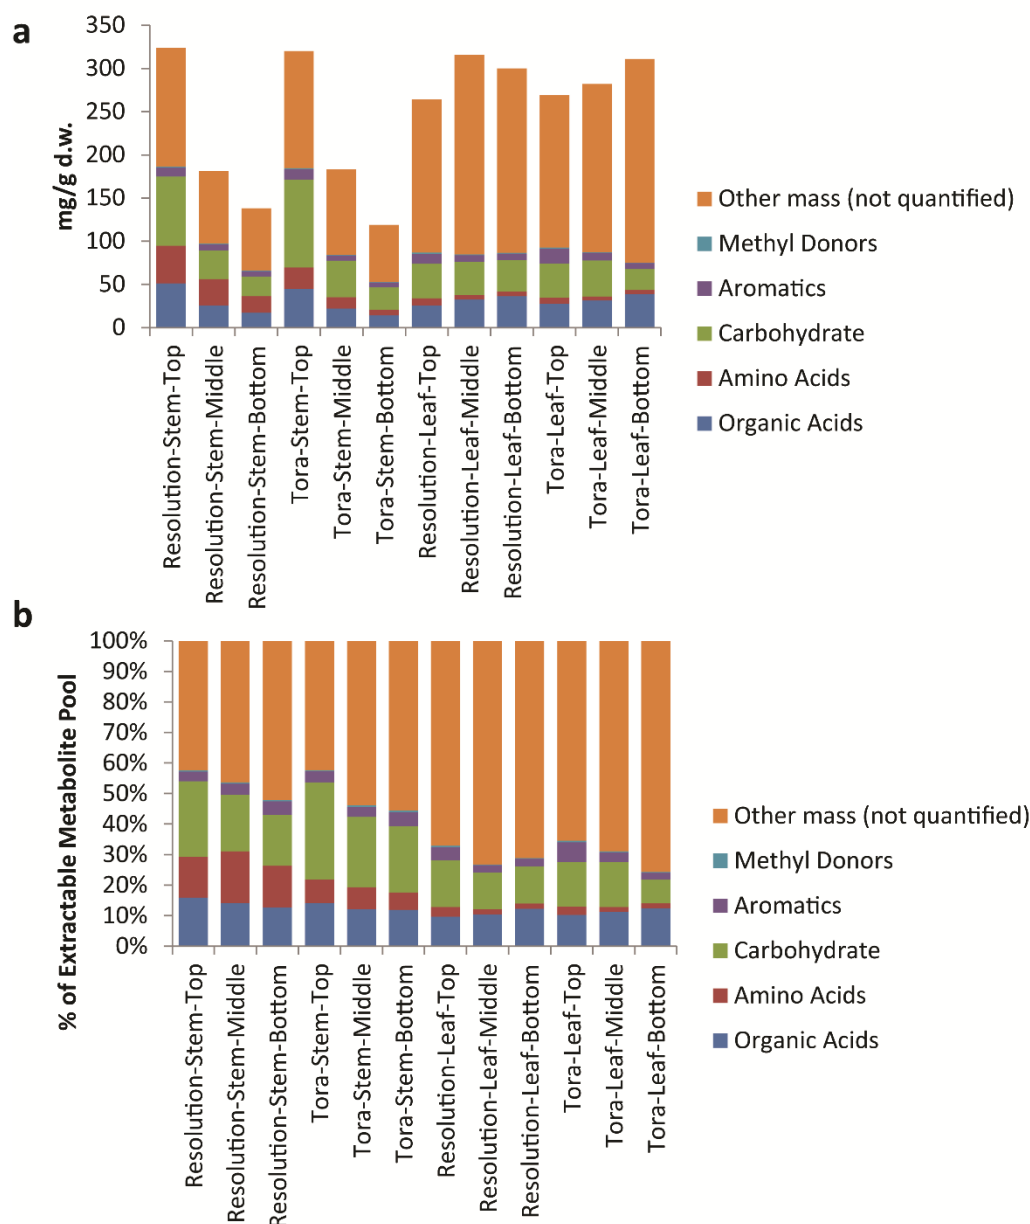 a
350
300
250
200
150
100
50
0
mg/g d.w.
Resolution-Stem-Top
Resolution-Stem-Middle
Resolution-Stem-Bottom
Tora-Stem-Top
Tora-Stem-Middle
Tora-Stem-Bottom
Resolution-Leaf-Top
Resolution-Leaf-Middle
Resolution-Leaf-Bottom
Tora-Leaf-Top
Tora-Leaf-Middle
Tora-Leaf-Bottom
Other mass (not quantified)
Methyl Donors
Aromatics
Carbohydrate
Amino Acids
Organic Acids
b
100%
90%
80%
70%
60%
50%
40%
30%
20%
10%
0%
% of Extractable Metabolite Pool
Resolution-Stem-Top
Resolution-Stem-Middle
Resolution-Stem-Bottom
Tora-Stem-Top
Tora-Stem-Middle
Tora-Stem-Bottom
Resolution-Leaf-Top
Resolution-Leaf-Middle
Resolution-Leaf-Bottom
Tora-Leaf-Top
Tora-Leaf-Middle
Tora-Leaf-Bottom
Other mass (not quantified)
Methyl Donors
Aromatics
Carbohydrate
Amino Acids
Organic Acids